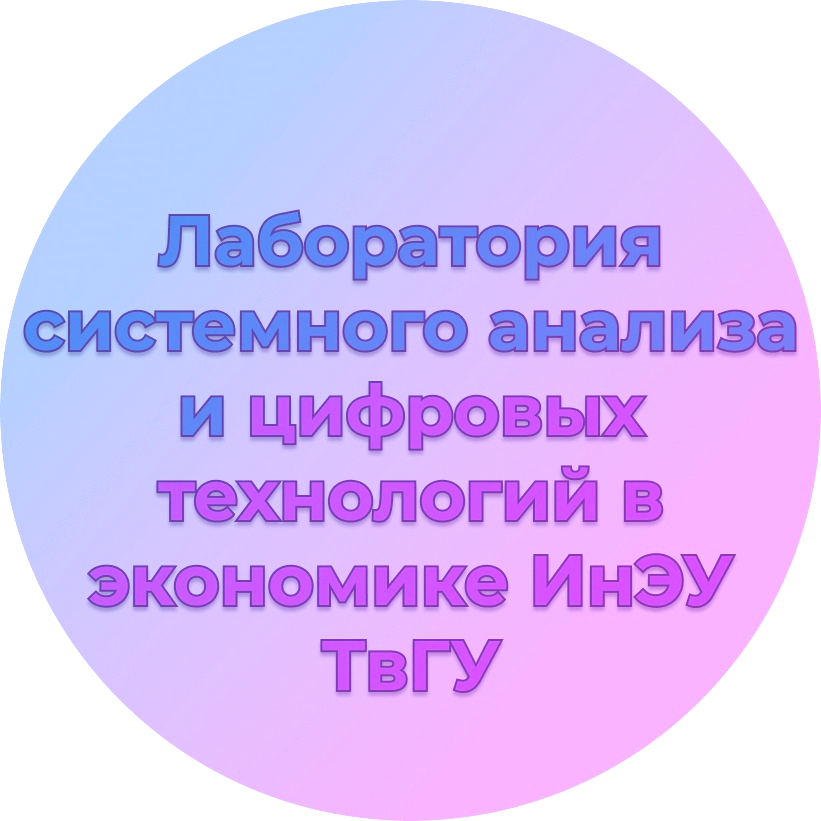 Лаборатория
системного анализа
и цифровых
технологий в
экономике ИнЭУ
ТвГУ